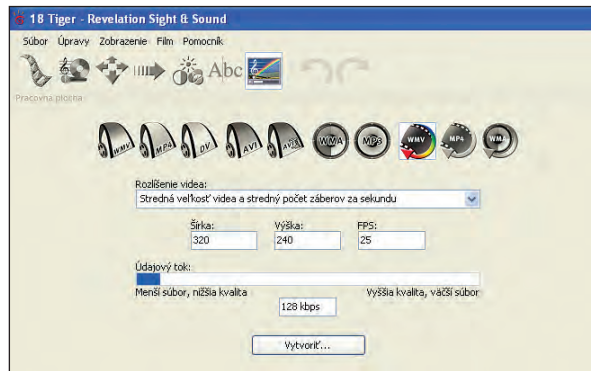 18 Tiger - Revelation Sight & Sound
Súbor Úpravy Zobrazenie Film Pomocník
Abc
Pracovná plocha
WMV MP4 DV AVI AVI WMA MP3 WMV MP4 WMA
Rozlíšenie videa:
Stredná veľkosť videa a stredný počet záberov za sekundu
Šírka: Výška: FPS:
320 240 25
Údajový tok:
Menší súbor, nižšia kvalita Vyššia kvalita, väčší súbor
128 kbps
Vytvoriť...